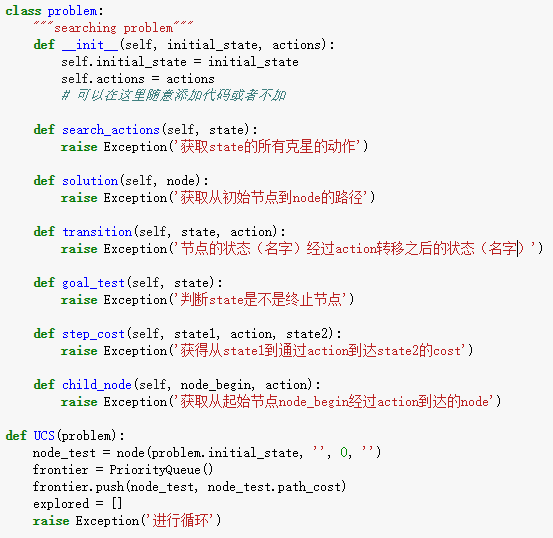 class problem:
    """searching problem"""
    def __init__(self, initial_state, actions):
        self.initial_state = initial_state
        self.actions = actions
        # 可以在这里随意添加代码或者不加

    def search_actions(self, state):
        raise Exception('获取state的所有克星的动作')

    def solution(self, node):
        raise Exception('获取从初始节点到node的路径')

    def transition(self, state, action):
        raise Exception('节点的状态（名字）经过action转移之后的状态（名字）')

    def goal_test(self, state):
        raise Exception('判断state是不是终止节点')

    def step_cost(self, state1, action, state2):
        raise Exception('获得从state1到通过action到达state2的cost')

    def child_node(self, node_begin, action):
        raise Exception('获取从起始节点node_begin经过action到达的node')

def UCS(problem):
    node_test = node(problem.initial_state, '', 0, '')
    frontier = PriorityQueue()
    frontier.push(node_test, node_test.path_cost)
    explored = []
    raise Exception('进行循环')